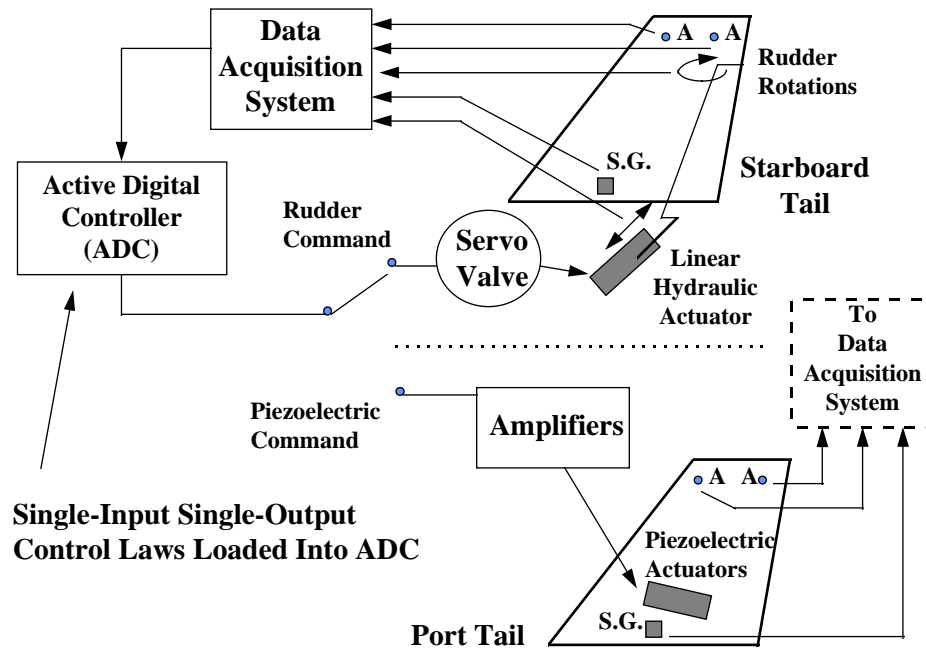 Data
Acquisition
System
A A
Rudder
Rotations
S.G.
Starboard
Tail
Active Digital
Controller
(ADC)
Rudder
Command
Servo
Valve
Linear
Hydraulic
Actuator
To
Data
Acquisition
System
Piezoelectric
Command
Amplifiers
A A
Single-Input Single-Output
Control Laws Loaded Into ADC
Piezoelectric
Actuators
S.G.
Port Tail